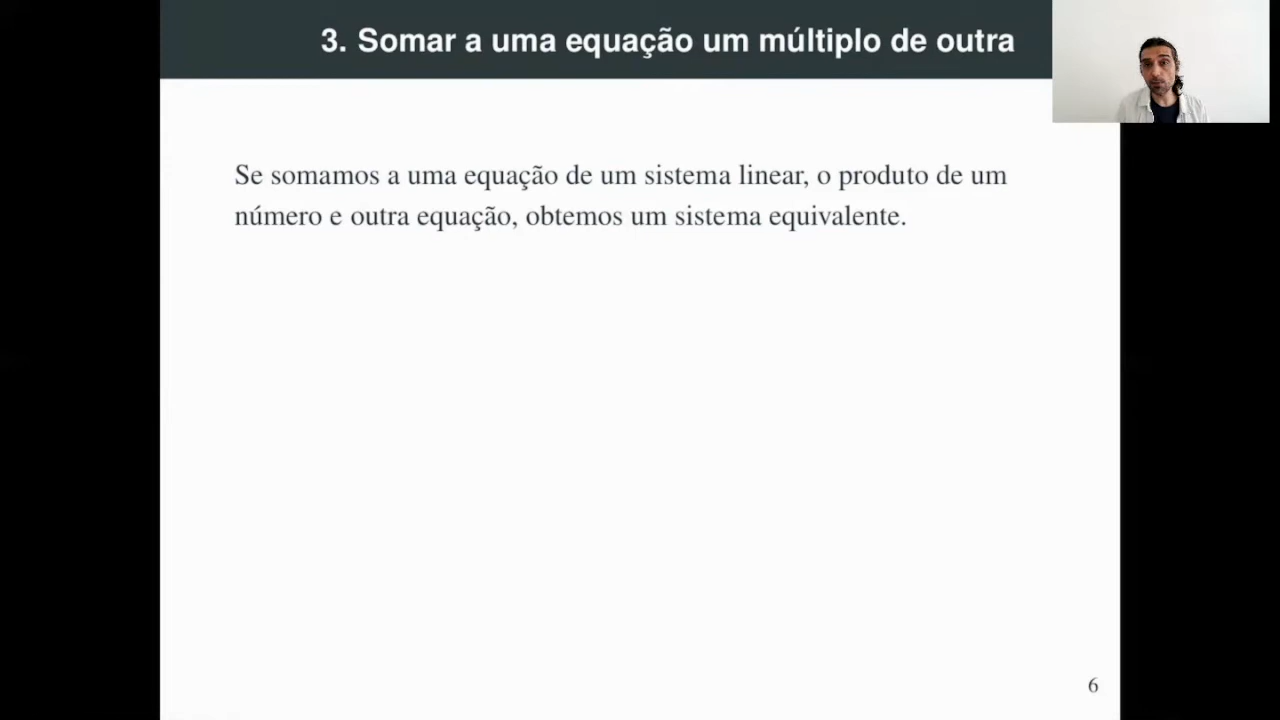 3. Somar a uma equação um múltiplo de outra
Se somamos a uma equação de um sistema linear, o produto de um
número e outra equação, obtemos um sistema equivalente.
6